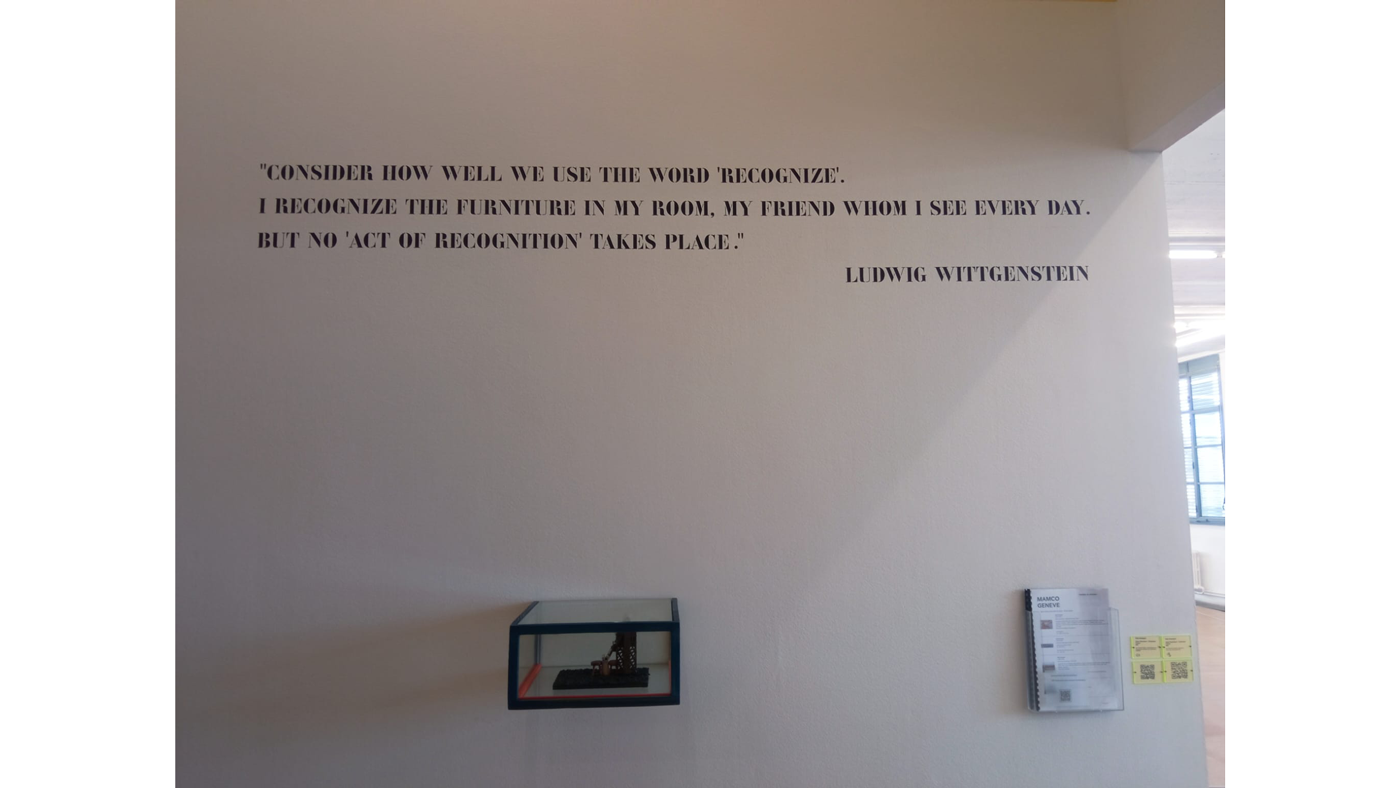 "CONSIDER HOW WELL WE USE THE WORD 'RECOGNIZE'.
I RECOGNIZE THE FURNITURE IN MY ROOM, MY FRIEND WHOM I SEE EVERY DAY.
BUT NO 'ACT OF RECOGNITION' TAKES PLACE."
LUDWIG WITTGENSTEIN
MAMCO
GENEVE